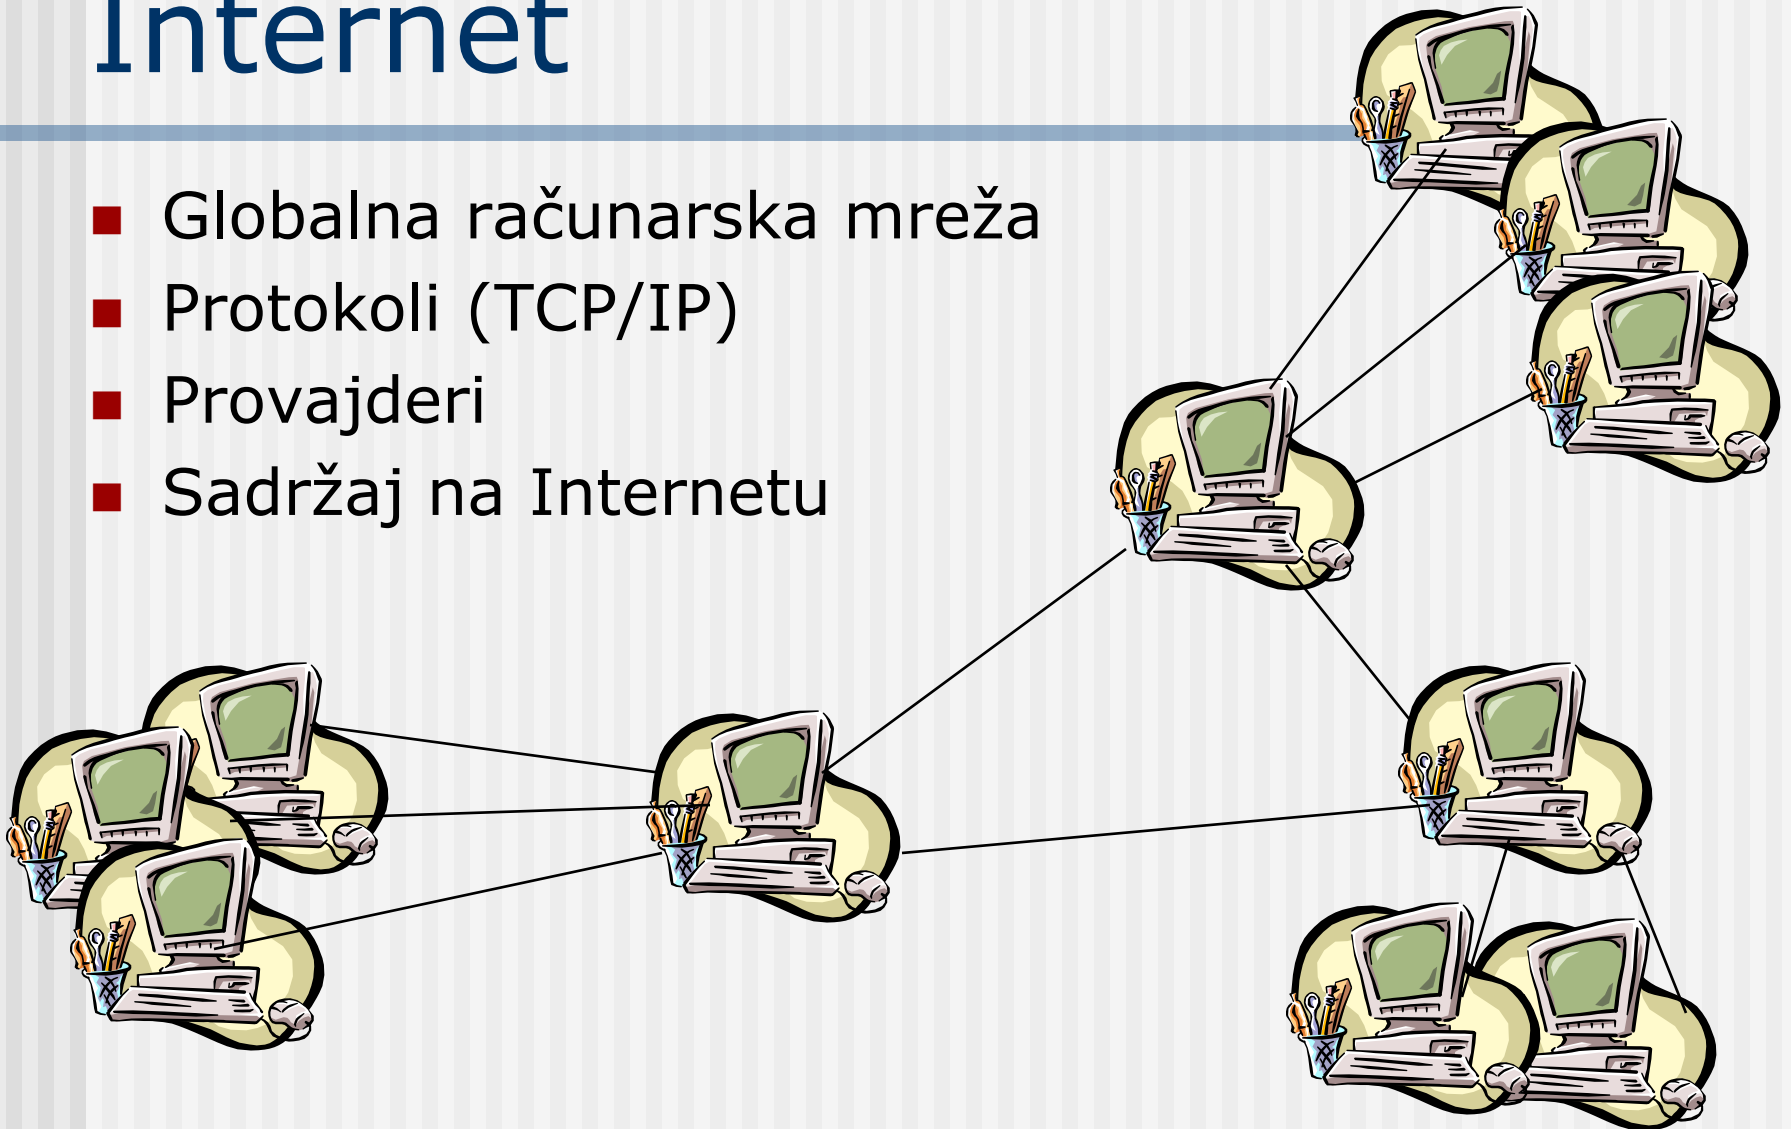 Internet
Globalna računarska mreža
Protokoli (TCP/IP)
Provajderi
Sadržaj na Internetu